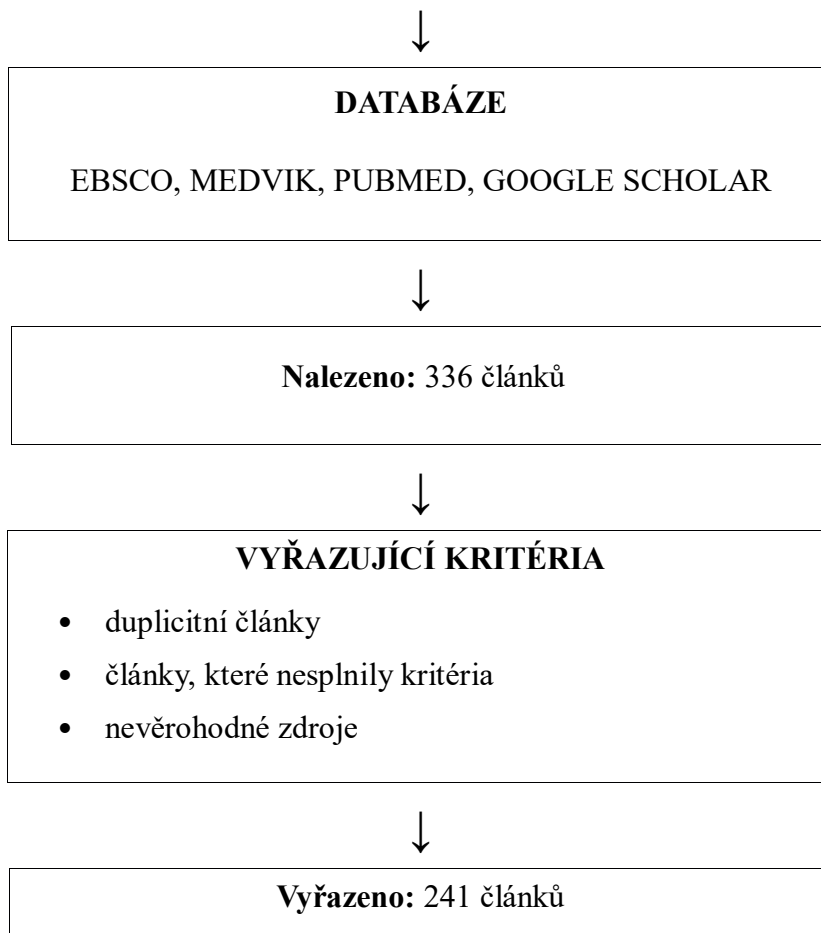 ↓
DATABÁZE
EBSCO, MEDVIK, PUBMED, GOOGLE SCHOLAR
↓
Nalezeno: 336 článků
↓
VYŘAZUJÍCÍ KRITÉRIA
• duplicitní články
• články, které nesplnily kritéria
• nevěrohodné zdroje
↓
Vyřazeno: 241 článků